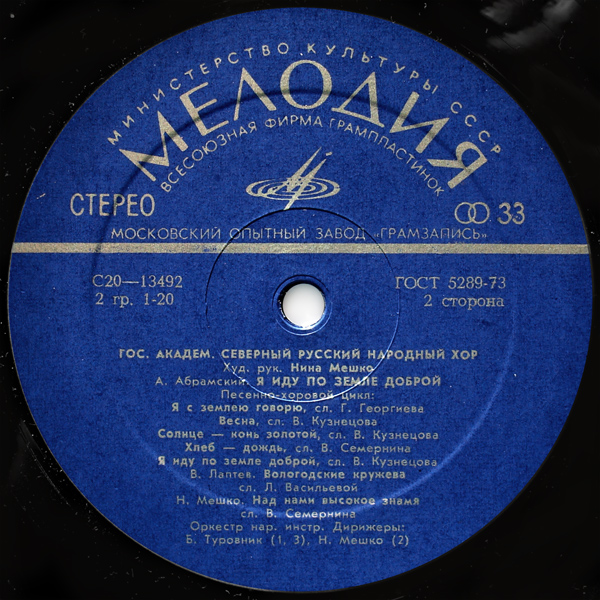 МИНИСТЕРСТВО КУЛЬТУРЫ СССР
МЕЛОДИЯ
ВСЕСОЮЗНАЯ ФИРМА ГРАМПЛАСТИНОК
СТЕРЕО
33
МОСКОВСКИЙ ОПЫТНЫЙ ЗАВОД «ГРАМЗАПИСЬ»
С20—13492
ГОСТ 5289-73
2 гр. 1-20
2 сторона
ГОС. АКАДЕМ. СЕВЕРНЫЙ РУССКИЙ НАРОДНЫЙ ХОР
Худ. рук. Нина Мешко
А. Абрамский. Я ИДУ ПО ЗЕМЛЕ ДОБРОЙ
Песенно-хоровой цикл:
Я с землею говорю, сл. Г. Георгиева
Весна, сл. В. Кузнецова
Солнце — конь золотой, сл. В. Кузнецова
Хлеб — дождь, сл. В. Семернина
Я иду по земле доброй, сл. В. Кузнецова
В. Лаптев. Вологодские кружева
сл. Л. Васильевой
Н. Мешко. Над нами высокое знамя
сл. В. Семернина
Оркестр нар. инстр. Дирижеры:
Б. Туровник (1, 3), Н. Мешко (2)